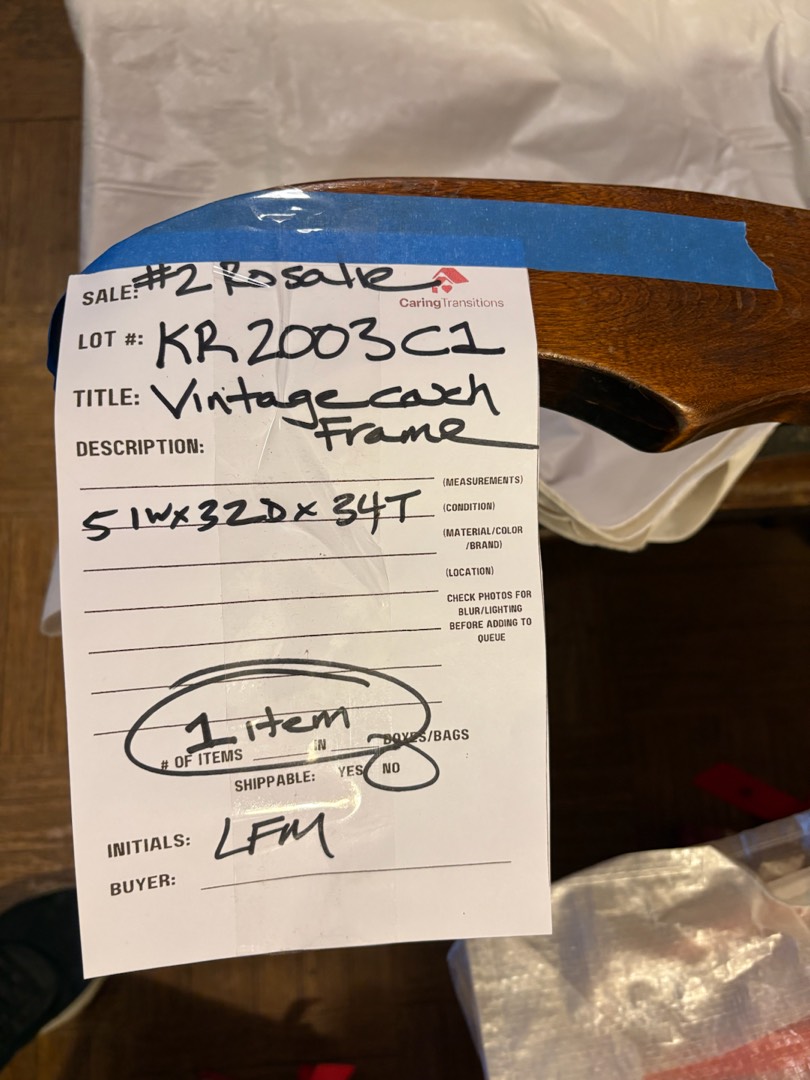 SALE: #2 Rosalie
CaringTransitions
LOT #: KR2003C1
TITLE: Vintage couch
Frame
DESCRIPTION:
(MEASUREMENTS)
51W x 32D x 34T (CONDITION)
(MATERIAL/COLOR
/BRAND)
(LOCATION)
CHECK PHOTOS FOR
BLUR/LIGHTING
BEFORE ADDING TO
QUEUE
1 item
# OF ITEMS IN BOXES/BAGS
SHIPPABLE: YES NO
INITIALS: LFM
BUYER: